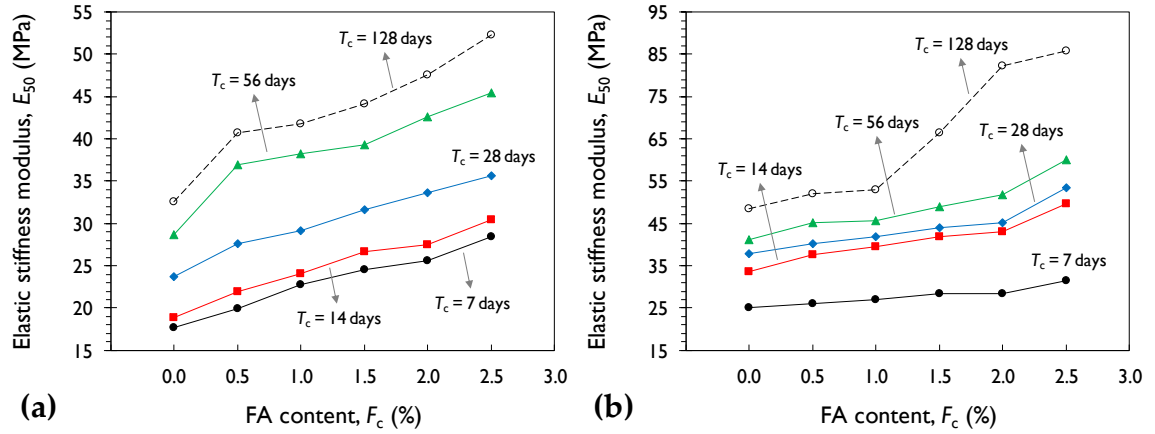 Elastic stiffness modulus, E50 (MPa)
55
50
45
40
35
30
25
20
15
0.0 0.5 1.0 1.5 2.0 2.5 3.0
FA content, Fc (%)
Tc = 128 days
Tc = 56 days
Tc = 28 days
Tc = 14 days
Tc = 7 days
(a)
Elastic stiffness modulus, E50 (MPa)
95
85
75
65
55
45
35
25
15
0.0 0.5 1.0 1.5 2.0 2.5 3.0
FA content, Fc (%)
Tc = 128 days
Tc = 56 days
Tc = 28 days
Tc = 14 days
Tc = 7 days
(b)